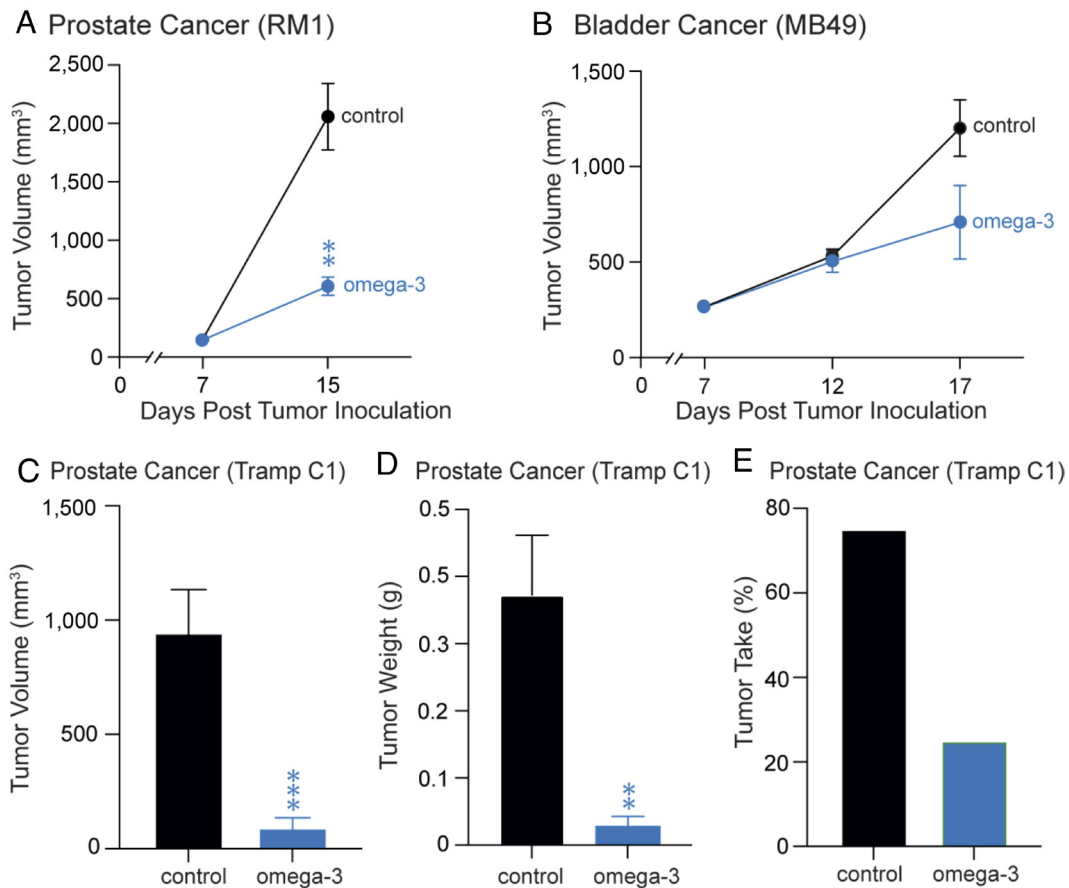 A Prostate Cancer (RM1)
Tumor Volume (mm³)
2,500
2,000
1,500
1,000
500
0
control
**
omega-3
0 7 15
Days Post Tumor Inoculation
B Bladder Cancer (MB49)
Tumor Volume (mm³)
1,500
1,000
500
0
control
omega-3
0 7 12 17
Days Post Tumor Inoculation
C Prostate Cancer (Tramp C1)
Tumor Volume (mm³)
1,500
1,000
500
0
***
control omega-3
D Prostate Cancer (Tramp C1)
Tumor Weight (g)
0.5
0.5
0.3
0.2
0.1
0
**
control omega-3
E Prostate Cancer (Tramp C1)
Tumor Take (%)
80
60
40
20
0
control omega-3